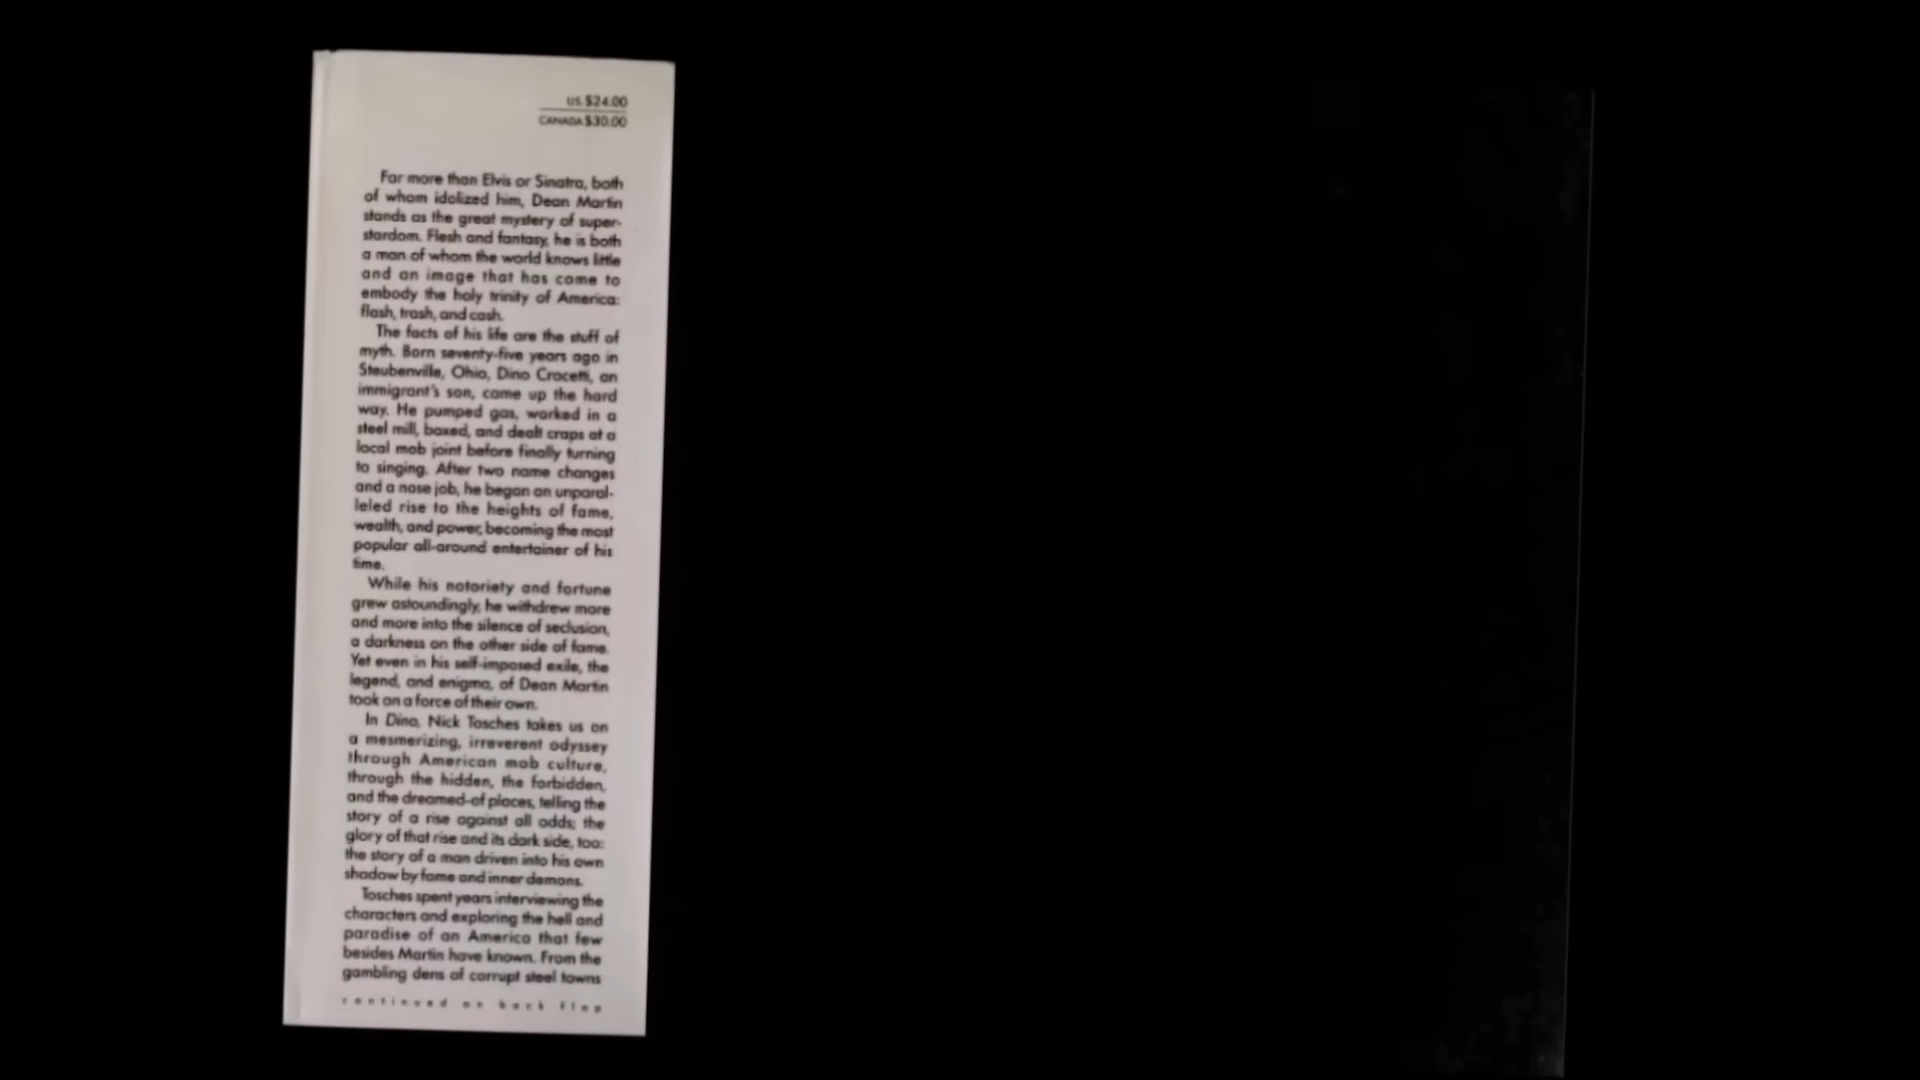 US. $24.00
CANADA $30.00
Far more than Elvis or Sinatra, both
of whom idolized him, Dean Martin
stands as the great mystery of super-
stardom. Flesh and fantasy, he is both
a man of whom the world knows little
and an image that has come to
embody the holy trinity of America:
flash, trash, and cash.
The facts of his life are the stuff of
myth. Born seventy-five years ago in
Steubenville, Ohio, Dino Crocetti, an
immigrant's son, came up the hard
way. He pumped gas, worked in a
steel mill, boxed, and dealt craps at a
local mob joint before finally turning
to singing. After two name changes
and a nose job, he began an unparal-
leled rise to the heights of fame,
wealth, and power, becoming the most
popular all-around entertainer of his
time.
While his notoriety and fortune
grew astoundingly, he withdrew more
and more into the silence of seclusion,
a darkness on the other side of fame.
Yet even in his self-imposed exile, the
legend, and enigma, of Dean Martin
took on a force of their own.
In Dino, Nick Tosches takes us on
a mesmerizing, irreverent odyssey
through American mob culture,
through the hidden, the forbidden,
and the dreamed-of places, telling the
story of a rise against all odds; the
glory of that rise and its dark side, too:
the story of a man driven into his own
shadow by fame and inner demons.
Tosches spent years interviewing the
characters and exploring the hell and
paradise of an America that few
besides Martin have known. From the
gambling dens of corrupt steel towns
continued on back flap